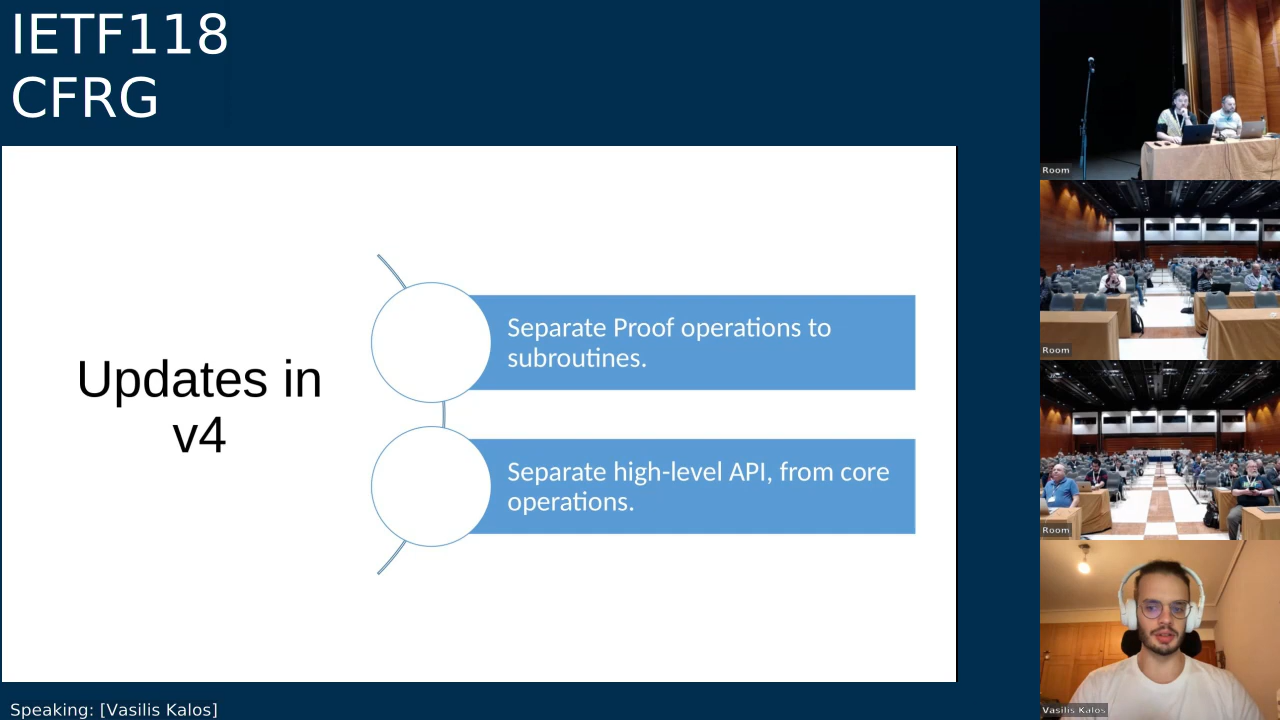 IETF118
CFRG
Updates in
v4
Separate Proof operations to
subroutines.
Separate high-level API, from core
operations.
Room
Room
Room
Vasilis Kalos
Speaking: [Vasilis Kalos]